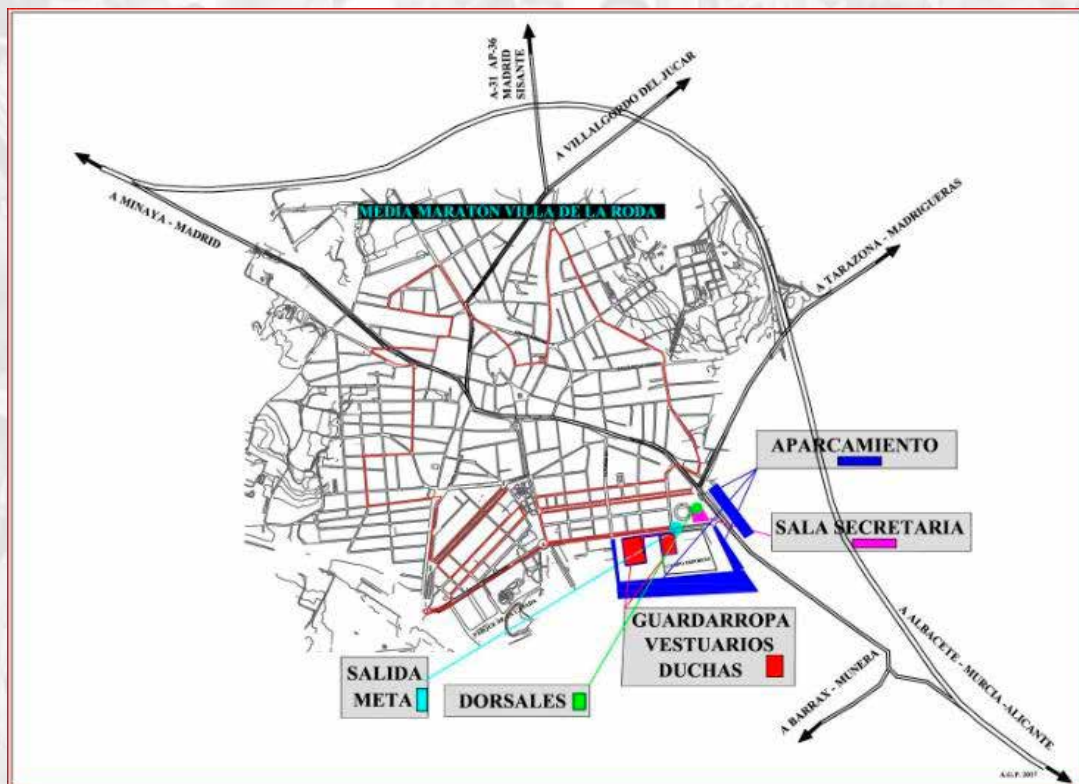 A-31 AP-36
MADRID
SISANTE
A VILLALGORDO DEL JUCAR
A MINAYA - MADRID
MEDIA MARATON VILLA DE LA RODA
A TARAZONA - MADRIGUERAS
APARCAMIENTO
SALA SECRETARIA
GUARDARROPA
VESTUARIOS
DUCHAS
SALIDA
META
DORSALES
A BARRAX - MUNERA
A ALBACETE - MURCIA -ALICANTE
A.G.P. 2007